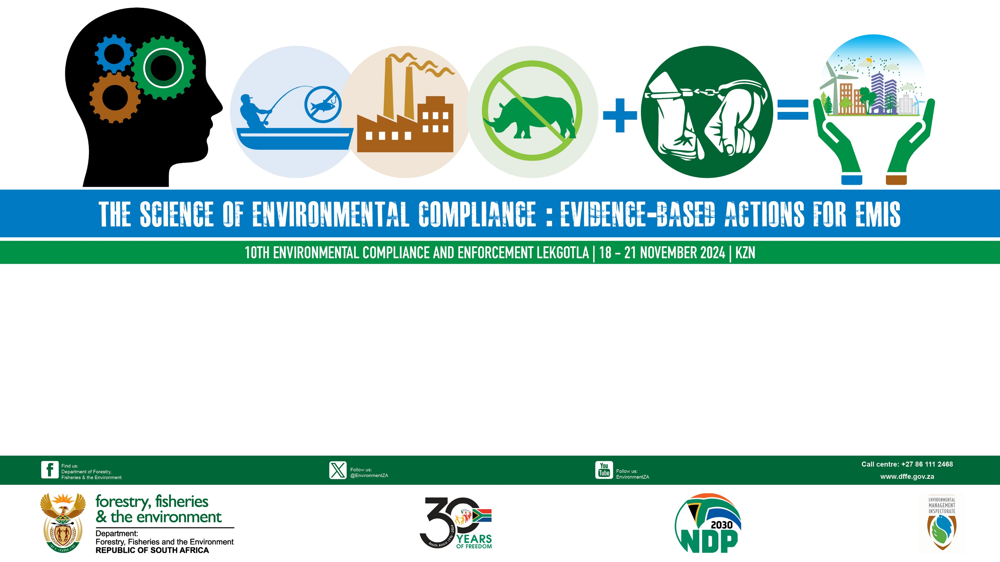 THE SCIENCE OF ENVIRONMENTAL COMPLIANCE : EVIDENCE-BASED ACTIONS FOR EMIS
10TH ENVIRONMENTAL COMPLIANCE AND ENFORCEMENT LEKGOTLA | 18 – 21 NOVEMBER 2024 | KZN
Find us:
Department of Forestry,
Fisheries & the Environment
Follow us:
@EnvironmentZA
You
Tube
Follow us:
EnvironmentZA
Call centre: +27 86 111 2468
www.dffe.gov.za
forestry, fisheries
& the environment
Department:
Forestry, Fisheries and the Environment
REPUBLIC OF SOUTH AFRICA
30
South Africa 1994 - 2024
YEARS
OF FREEDOM
2030
NDP
ENVIRONMENTAL
MANAGEMENT
INSPECTORATE